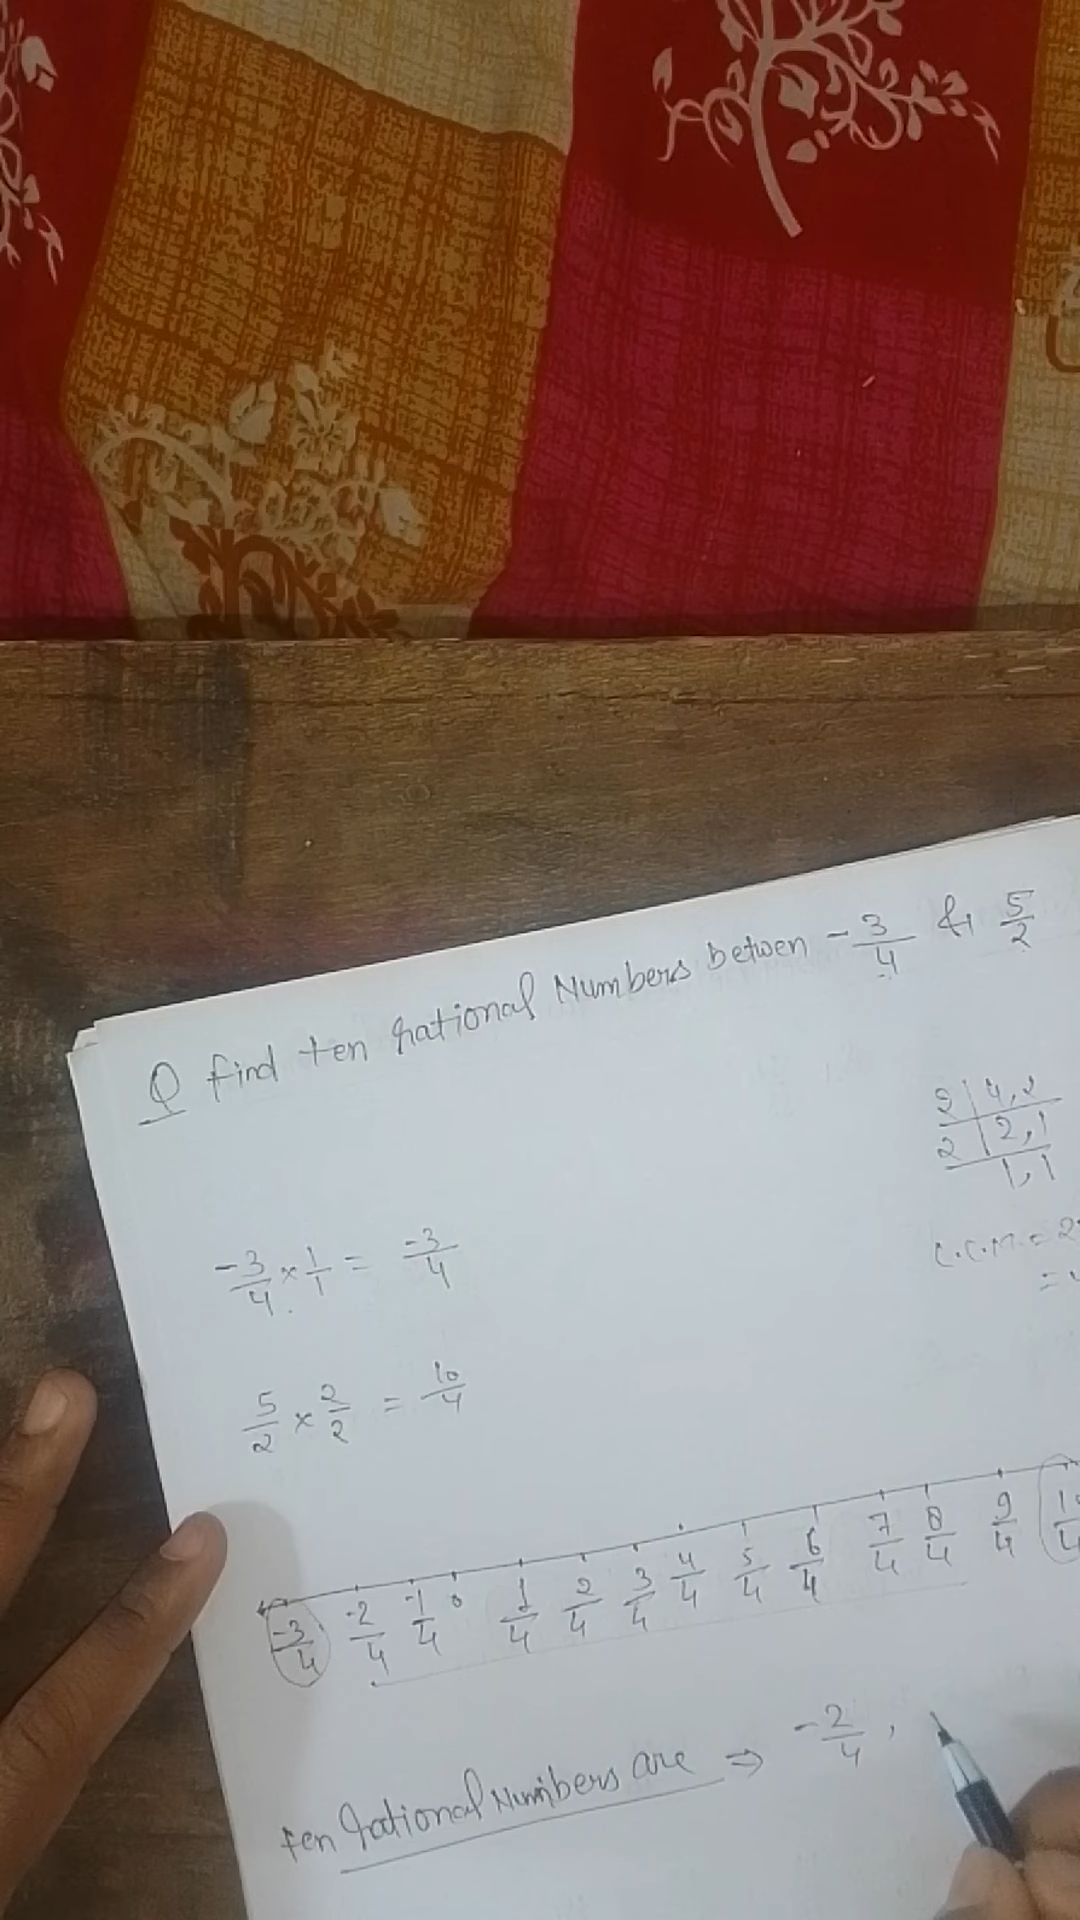 Q find ten rational Numbers betwen -3/4 & 5/2
2 | 4, 2
2 | 2, 1
1, 1
-3/4 × 1/1 = -3/4
L.C.M. = 2
=
5/2 × 2/2 = 10/4
-3/4 -2/4 -1/4 0 1/4 2/4 3/4 4/4 5/4 6/4 7/4 8/4 9/4 10/4
ten rational Numbers are ⇒ -2/4 ,